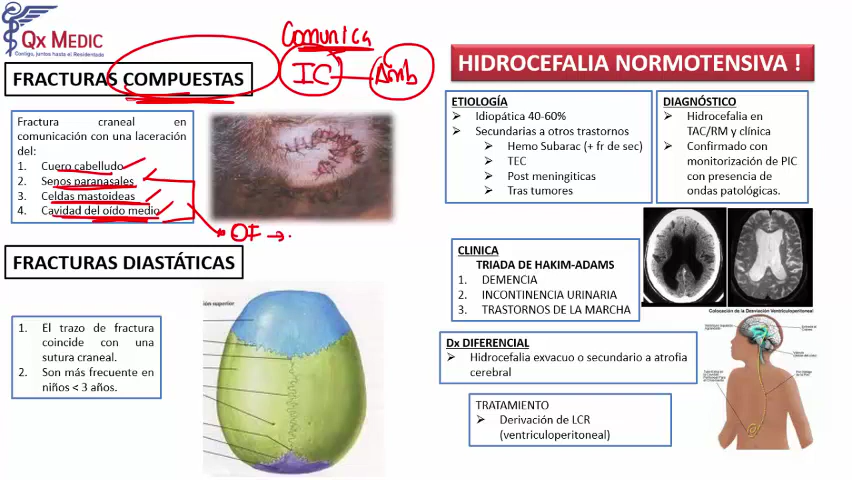 Qx MEDIC
Contigo, juntos hasta la Residentado
FRACTURAS COMPUESTAS
Comunica
IC
Amb
Fractura craneal en
comunicación con una laceración
del:
1. Cuero cabelludo
2. Senos paranasales
3. Celdas mastoideas
4. Cavidad del oído medio
OF →
FRACTURAS DIASTÁTICAS
1. El trazo de fractura
coincide con una
sutura craneal.
2. Son más frecuente en
niños < 3 años.
HIDROCEFALIA NORMOTENSIVA !
ETIOLOGÍA
Idiopática 40-60%
Secundarias a otros trastornos
Hemo Subarac (+ fr de sec)
TEC
Post meningiticas
Tras tumores
DIAGNÓSTICO
Hidrocefalia en
TAC/RM y clínica
Confirmado con
monitorización de PIC
con presencia de
ondas patológicas.
CLINICA
TRIADA DE HAKIM-ADAMS
1. DEMENCIA
2. INCONTINENCIA URINARIA
3. TRASTORNOS DE LA MARCHA
Colocación de Desviación Ventriculoperitoneal
Dx DIFERENCIAL
Hidrocefalia exvacuo o secundario a atrofia
cerebral
TRATAMIENTO
Derivación de LCR
(ventriculoperitoneal)